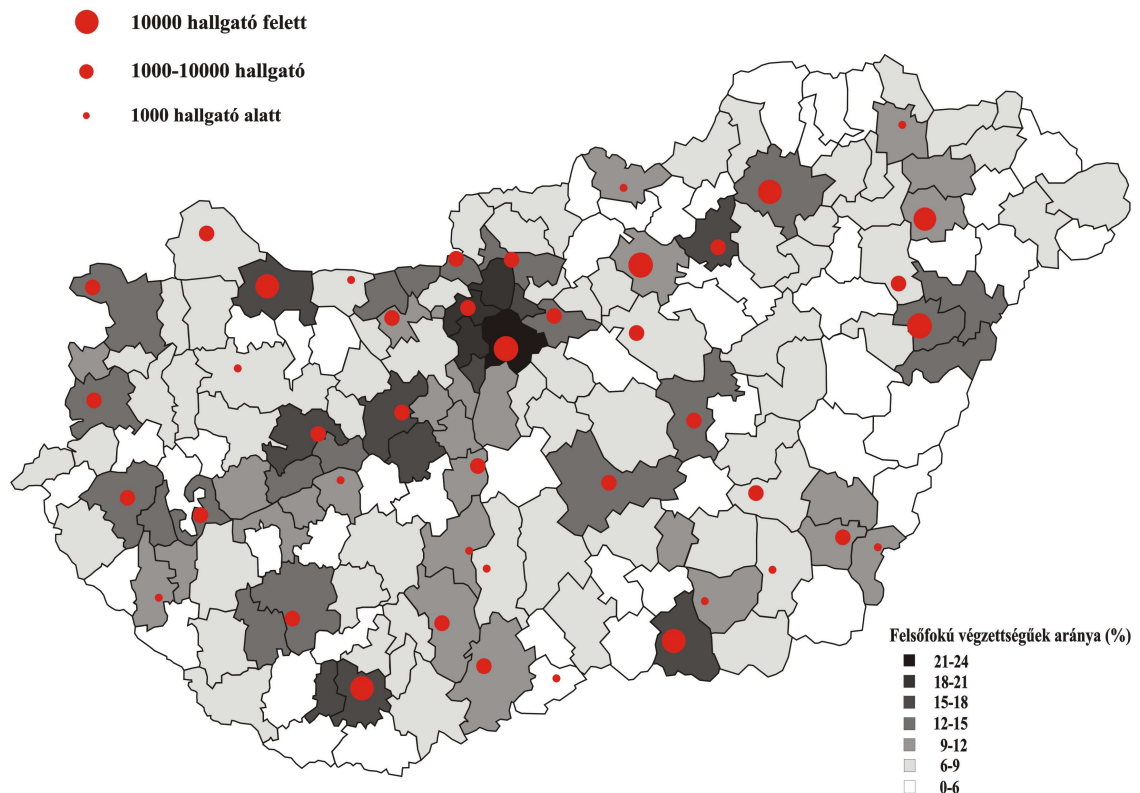 10000 hallgató felett
1000-10000 hallgató
1000 hallgató alatt
Felsőfokú végzettségűek aránya (%)
21-24
18-21
15-18
12-15
9-12
6-9
0-6